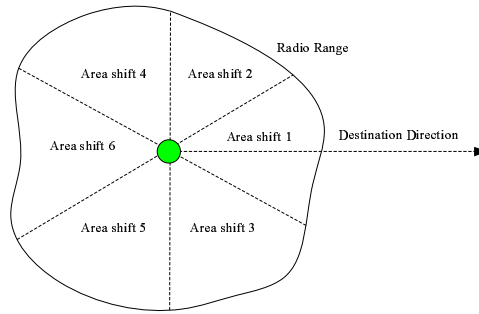 Radio Range
Area shift 4
Area shift 2
Area shift 1
Destination Direction
Area shift 6
Area shift 5
Area shift 3